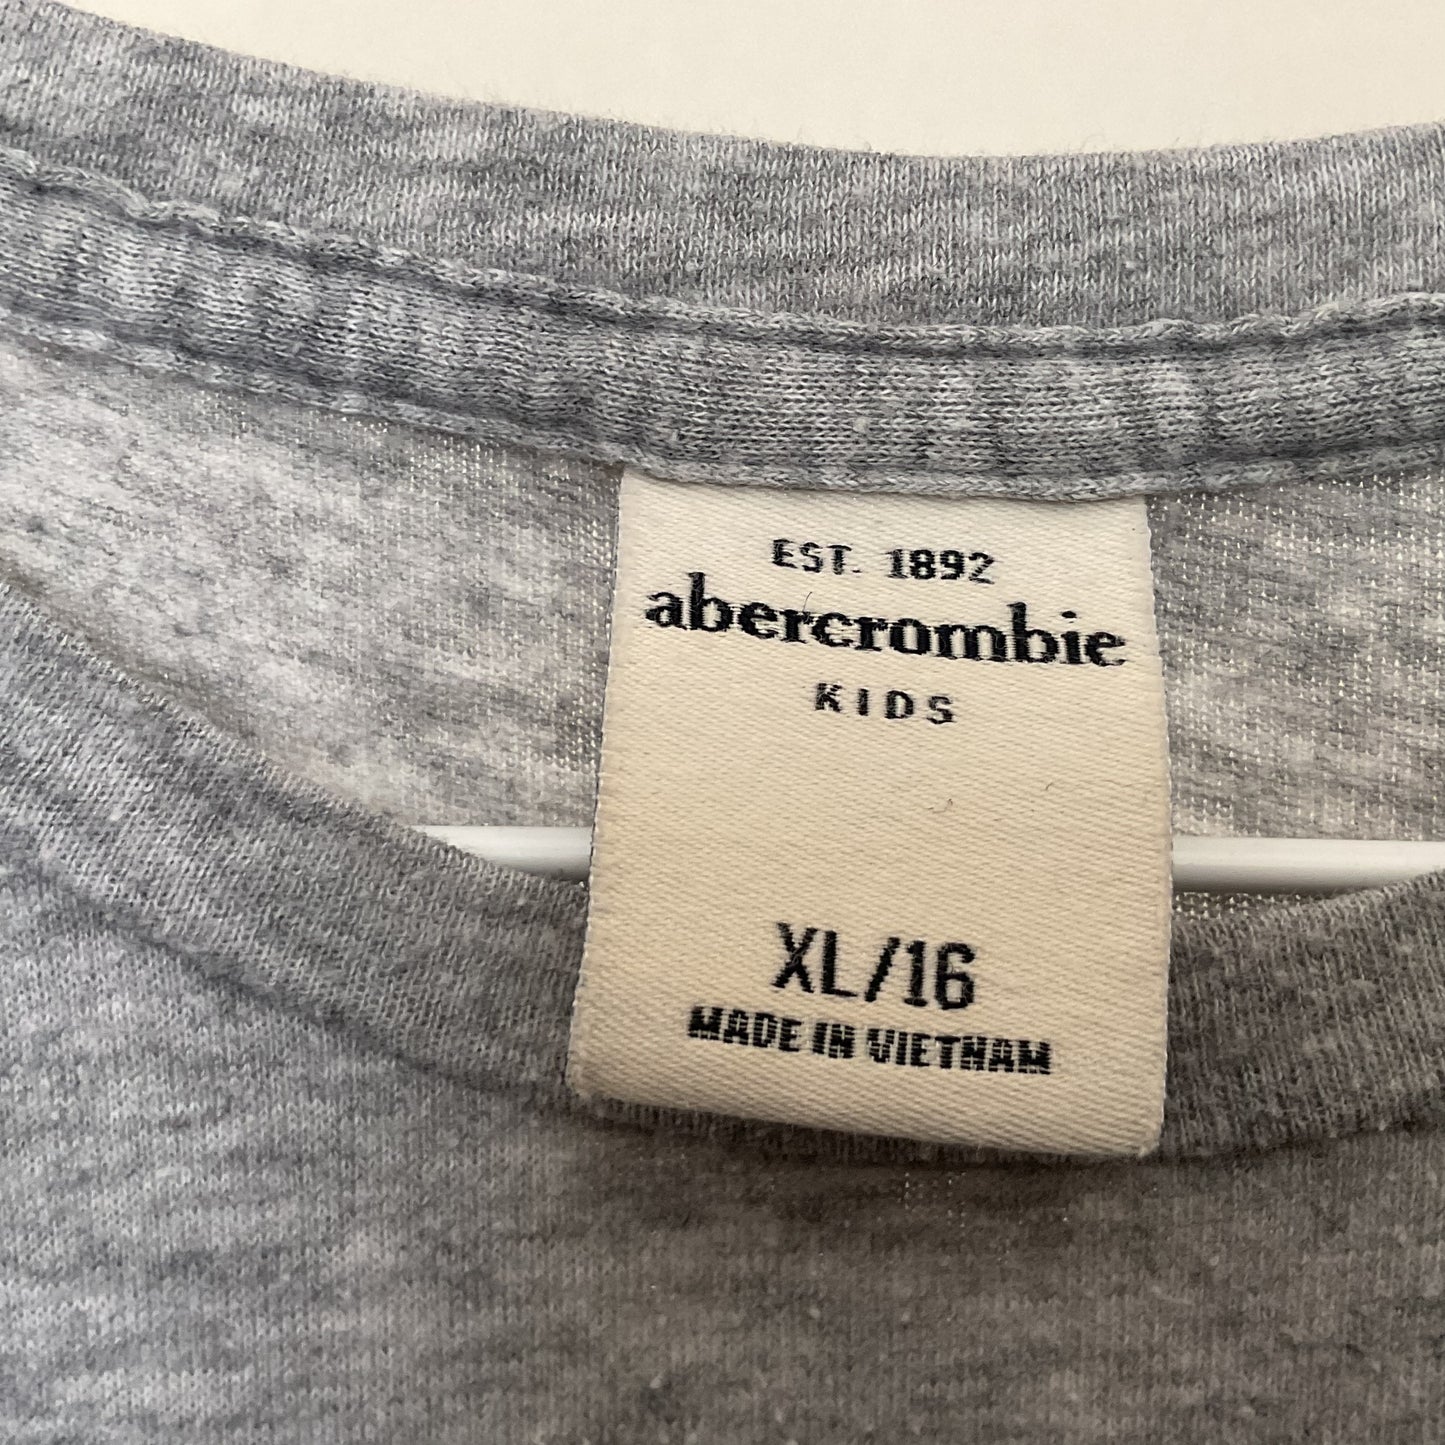 EST. 1892
abercrombie
KIDS
XL/16
MADE IN VIETNAM